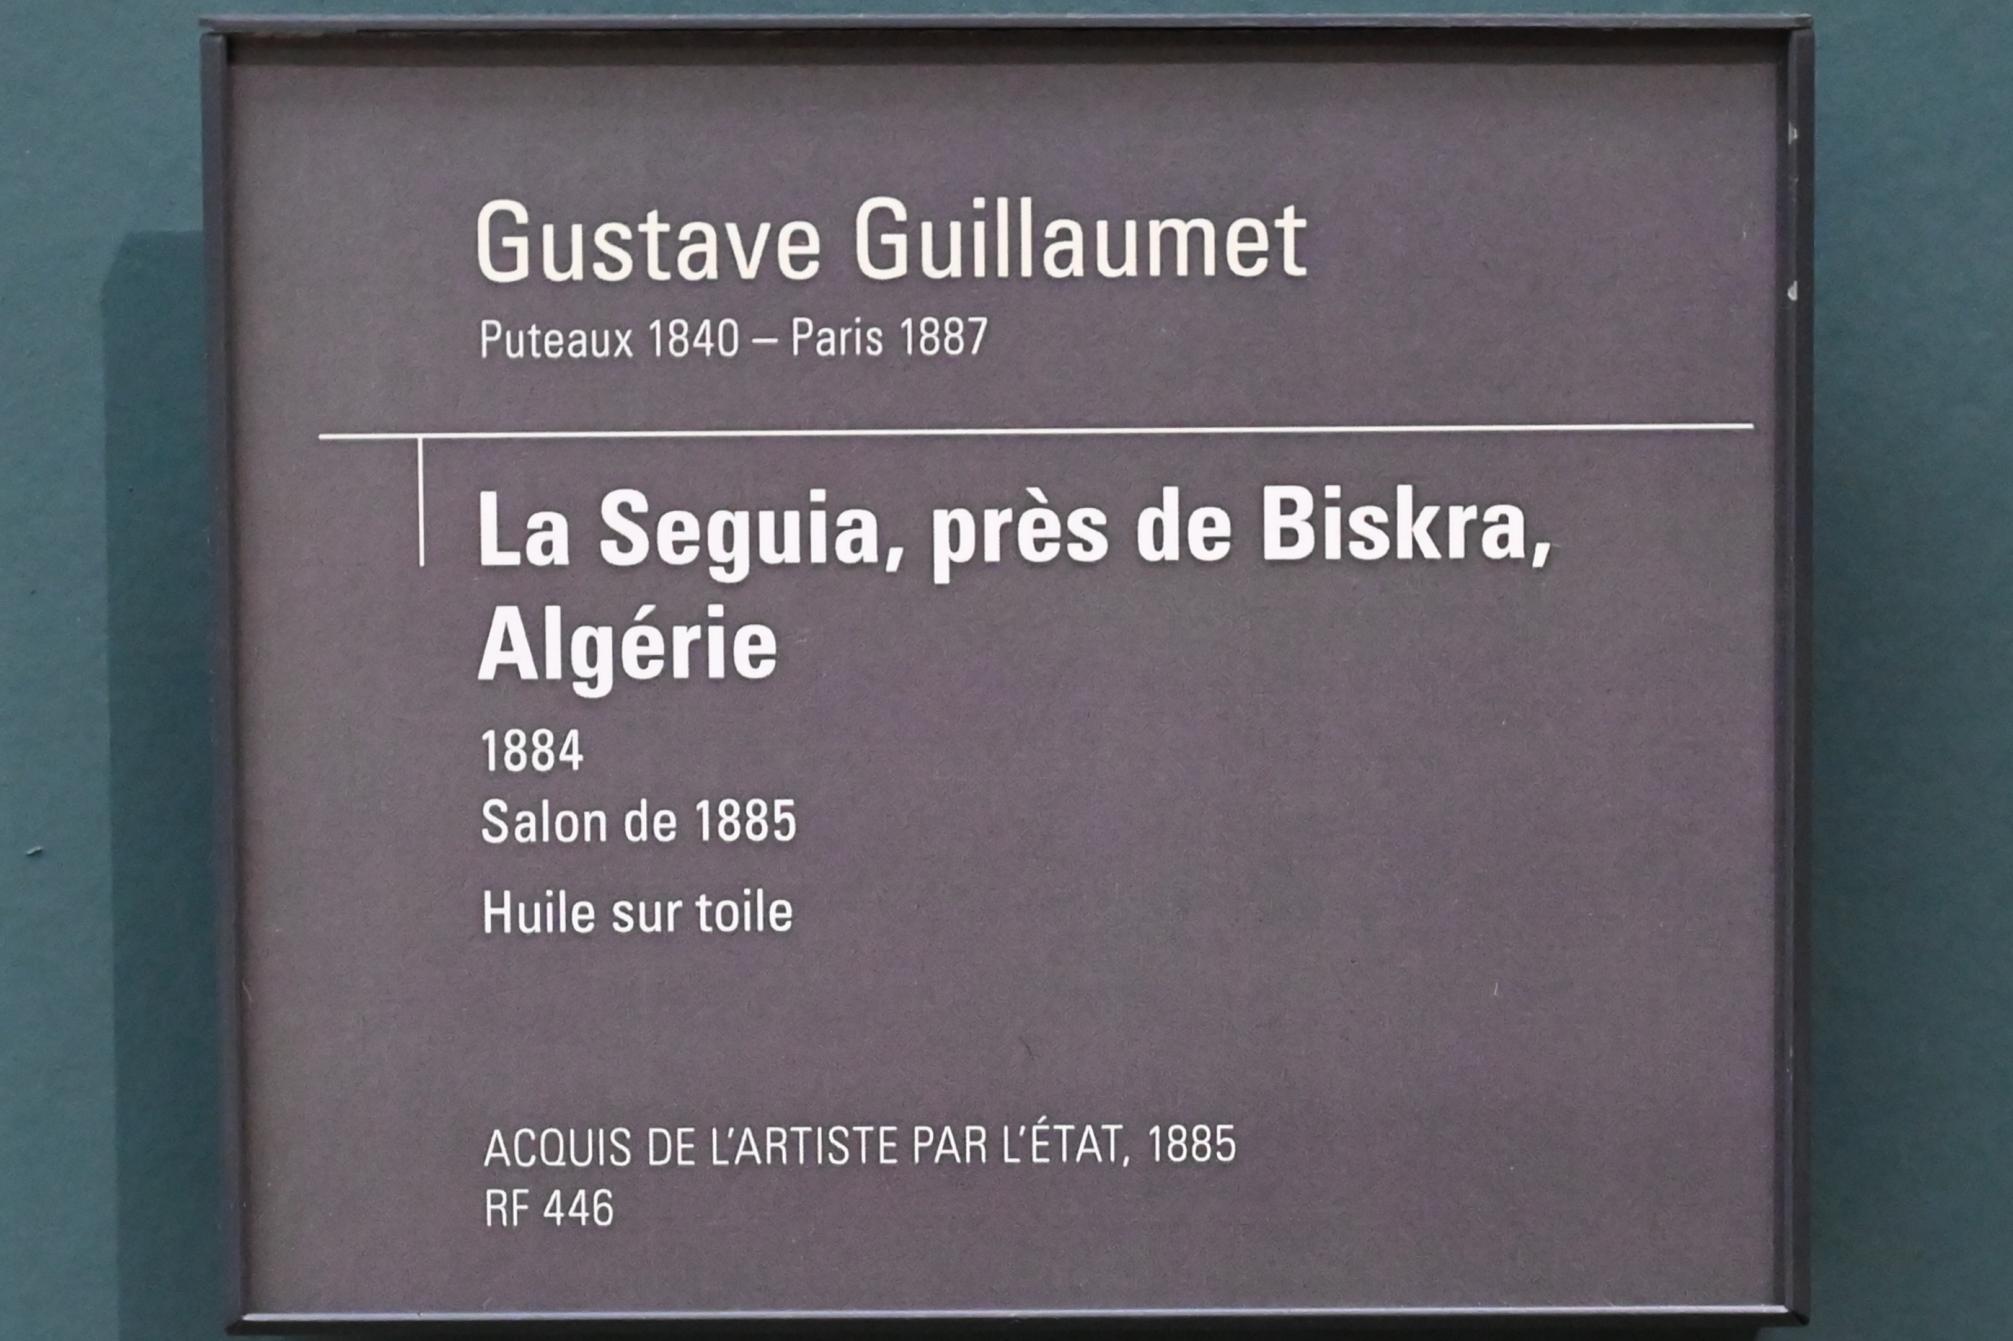 Gustave Guillaumet
Puteaux 1840 – Paris 1887
La Seguia, près de Biskra,
Algérie
1884
Salon de 1885
Huile sur toile
ACQUIS DE L'ARTISTE PAR L'ÉTAT, 1885
RF 446